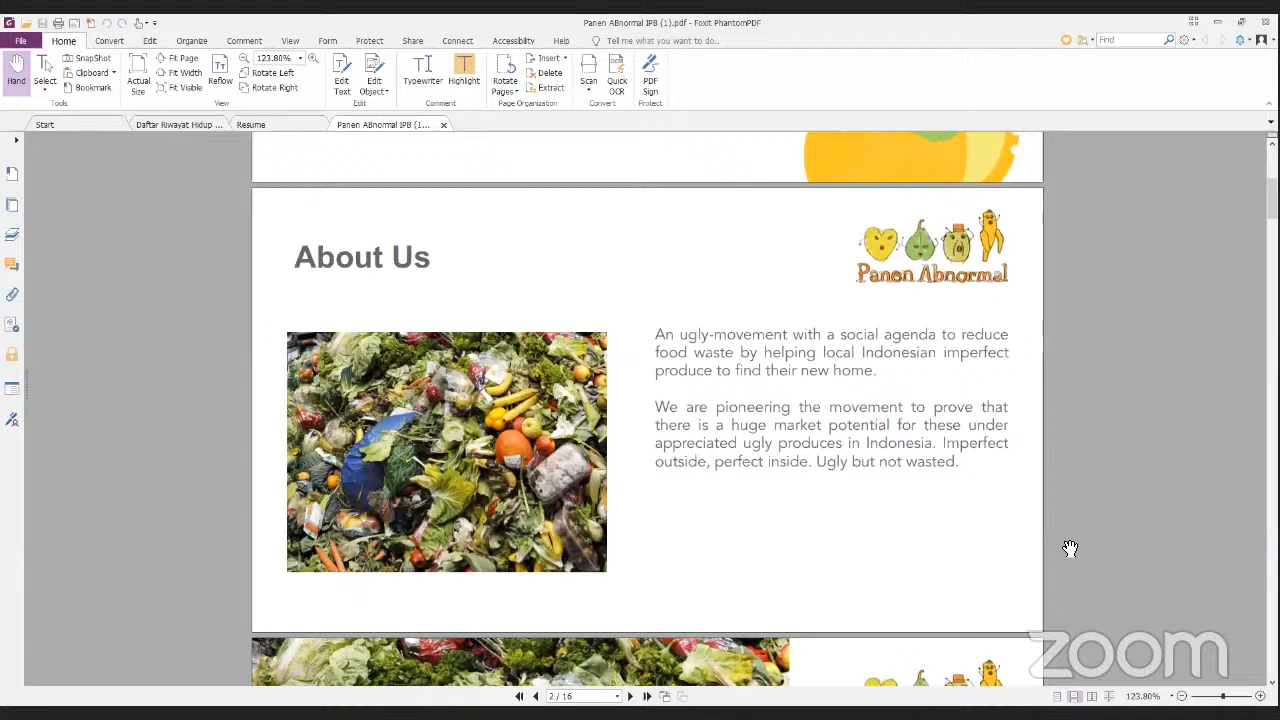 Panen ABnormal IPB (1).pdf - Foxit PhantomPDF
File Home Convert Edit Organize Comment View Form Protect Share Connect Accessibility Help Tell me what you want to do... Find
Hand
Select
SnapShot
Clipboard
Bookmark
Tools
Actual Size
Fit Page
Fit Width
Fit Visible
Reflow
123.80%
Rotate Left
Rotate Right
View
Edit Text
Edit Object
Edit
Typewriter
Highlight
Comment
Rotate Pages
Insert
Delete
Extract
Page Organization
Scan
Quick OCR
Convert
PDF Sign
Protect
Start
Daftar Riwayat Hidup ...
Resume
Panen ABnormal IPB (1...
About Us
Panen Abnormal
An ugly-movement with a social agenda to reduce
food waste by helping local Indonesian imperfect
produce to find their new home.
We are pioneering the movement to prove that
there is a huge market potential for these under
appreciated ugly produces in Indonesia. Imperfect
outside, perfect inside. Ugly but not wasted.
zoom
2 / 16
123.80%